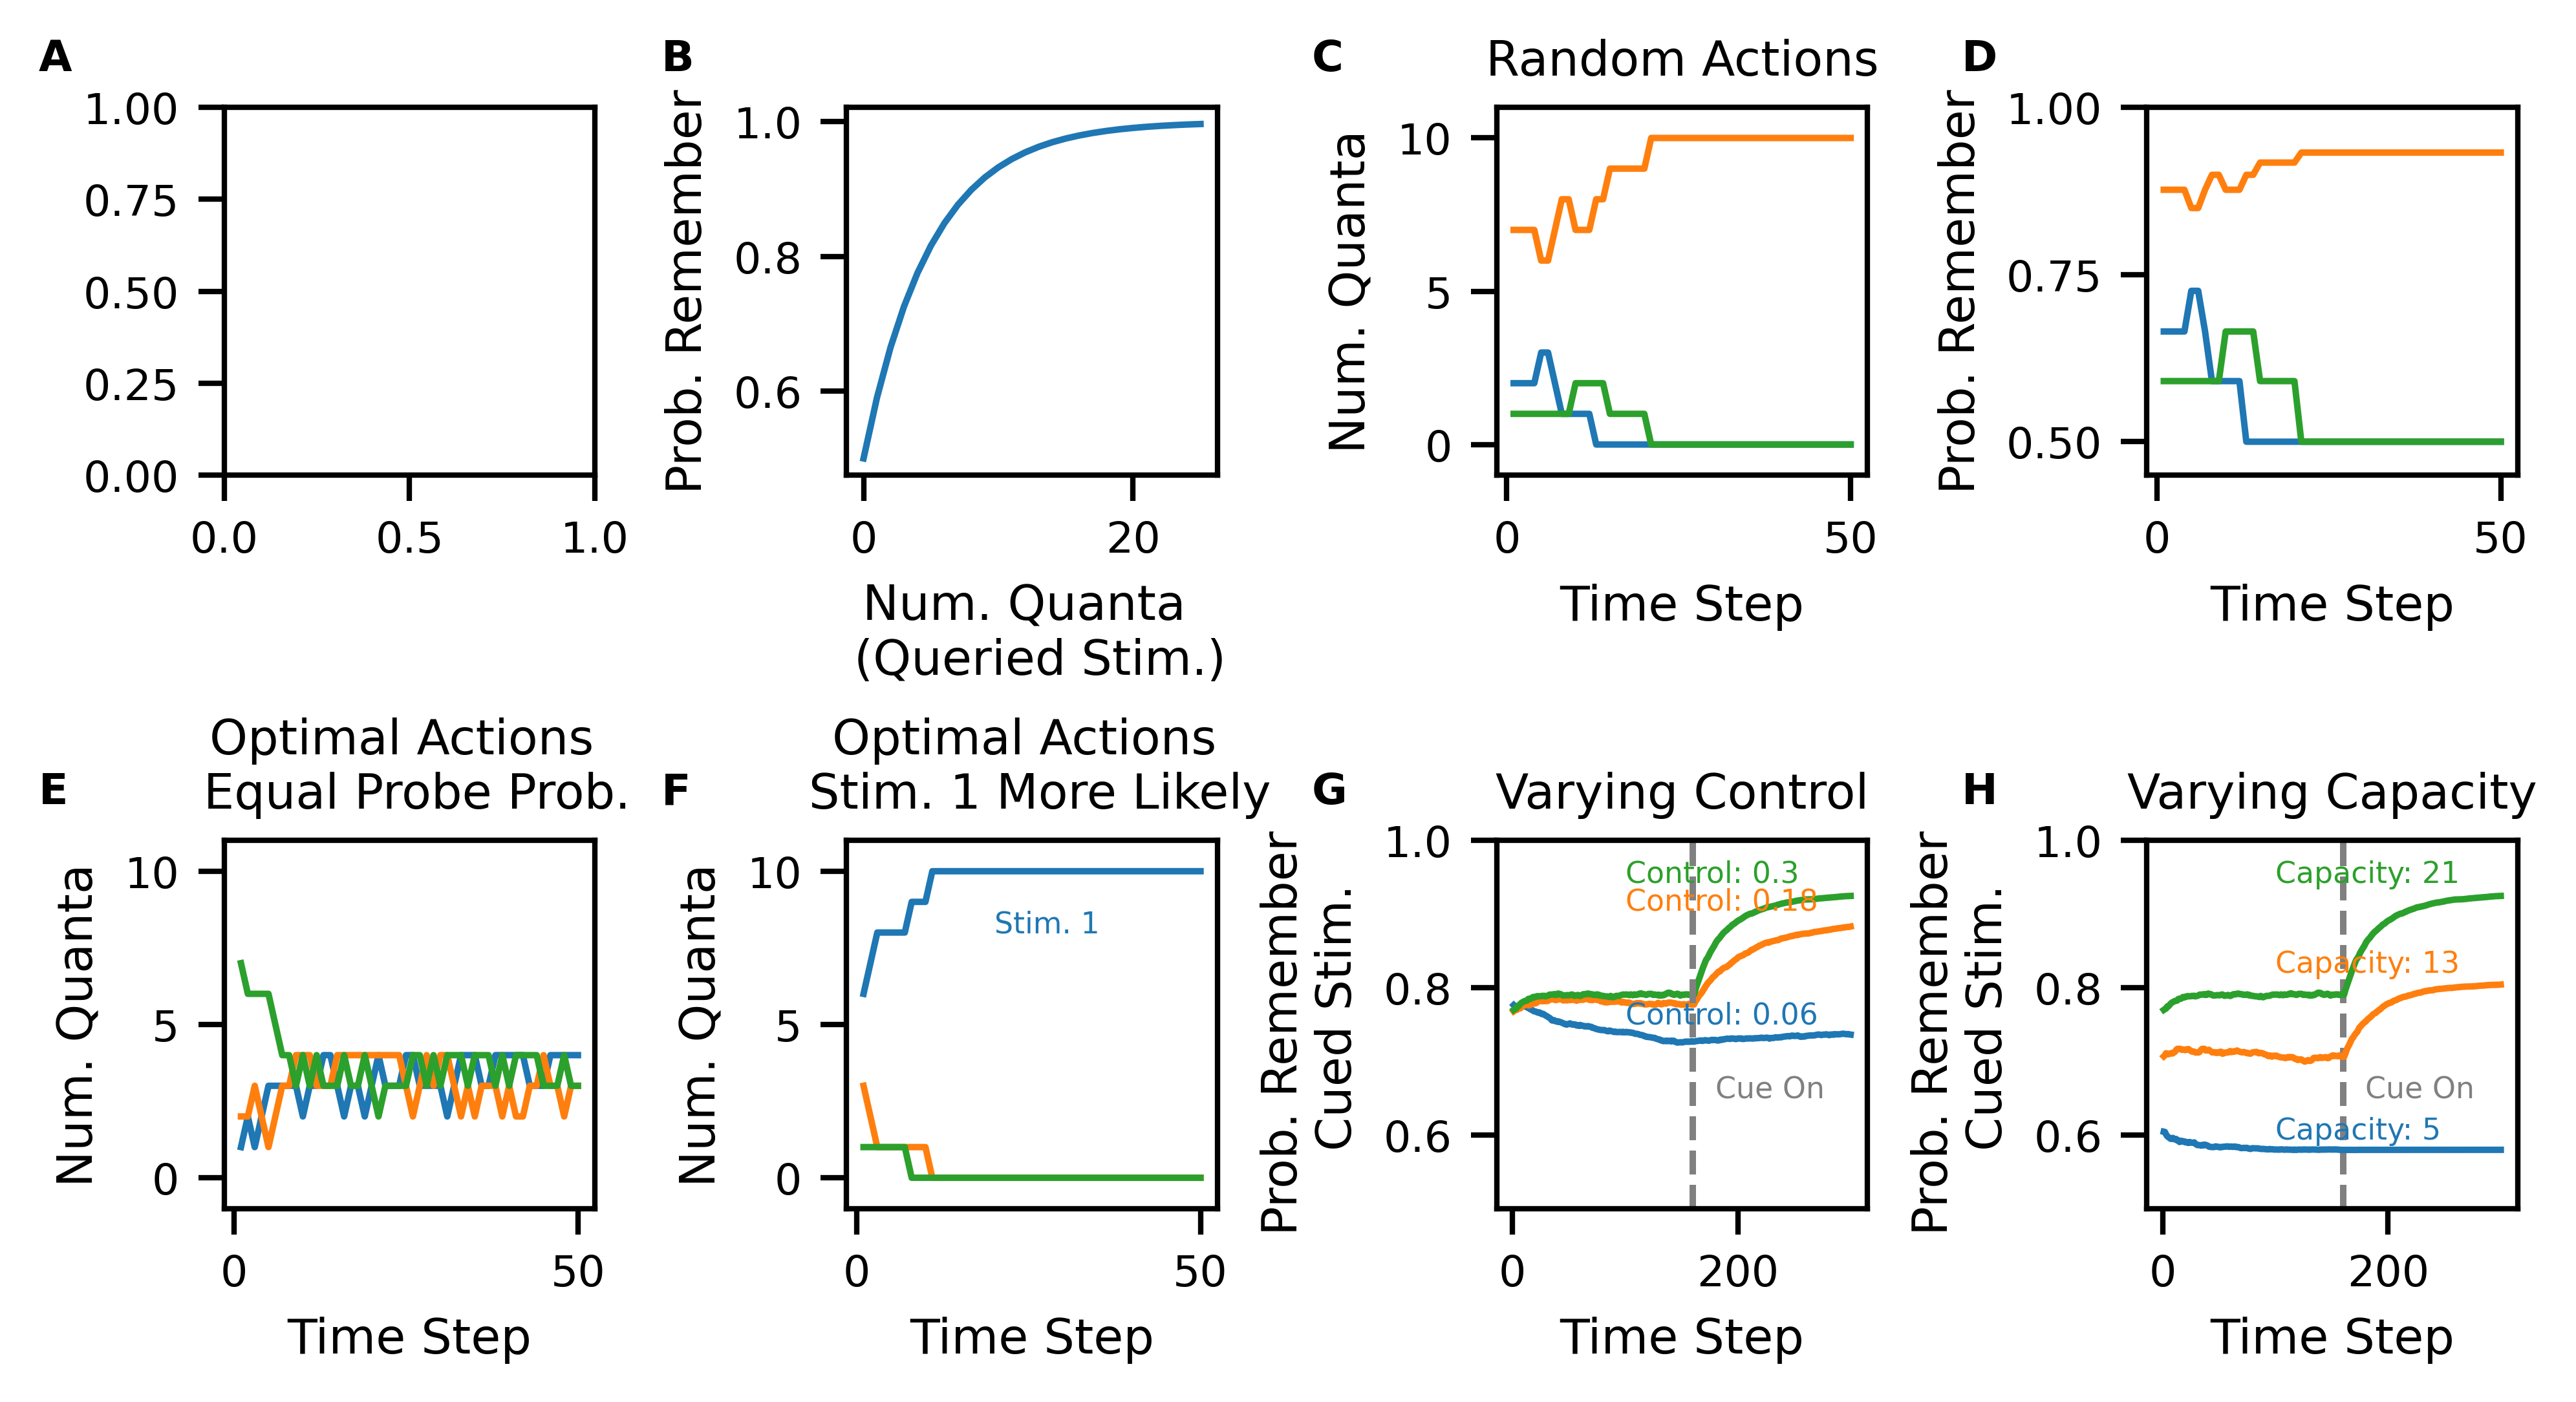 A
1.00
0.75
0.50
0.25
0.00
0.0 0.5 1.0
B
Prob. Remember
1.0
0.8
0.6
0 20
Num. Quanta
(Queried Stim.)
C
Random Actions
Num. Quanta
10
5
0
0 50
Time Step
D
Prob. Remember
1.00
0.75
0.50
0 50
Time Step
E
Optimal Actions
Equal Probe Prob.
Num. Quanta
10
5
0
0 50
Time Step
F
Optimal Actions
Stim. 1 More Likely
Num. Quanta
10
5
0
Stim. 1
0 50
Time Step
G
Varying Control
Prob. Remember
Cued Stim.
1.0
0.8
0.6
Control: 0.3
Control: 0.18
Control: 0.06
Cue On
0 200
Time Step
H
Varying Capacity
Prob. Remember
Cued Stim.
1.0
0.8
0.6
Capacity: 21
Capacity: 13
Cue On
Capacity: 5
0 200
Time Step